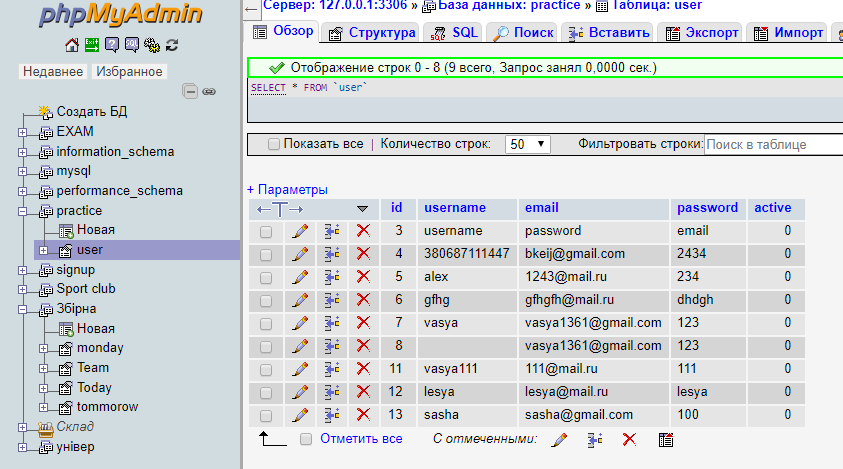 phpMyAdmin
Недавнее Избранное
Создать БД
EXAM
information_schema
mysql
performance_schema
practice
Новая
user
signup
Sport club
Збірна
Новая
monday
Team
Today
tommorow
Склад
універ
Сервер: 127.0.0.1:3306 » База данных: practice » Таблица: user
Обзор Структура SQL Поиск Вставить Экспорт Импорт
Отображение строк 0 - 8 (9 всего, Запрос занял 0,0000 сек.)
SELECT * FROM `user`
Показать все | Количество строк: 50 Фильтровать строки: Поиск в таблице
+ Параметры
id username email password active
3 username password email 0
4 380687111447 bkeij@gmail.com 2434 0
5 alex 1243@mail.ru 234 0
6 gfhg gfhgfh@mail.ru dhdgh 0
7 vasya vasya1361@gmail.com 123 0
8 vasya1361@gmail.com 123 0
11 vasya111 111@mail.ru 111 0
12 lesya lesya@mail.ru lesya 0
13 sasha sasha@gmail.com 100 0
Отметить все С отмеченными: